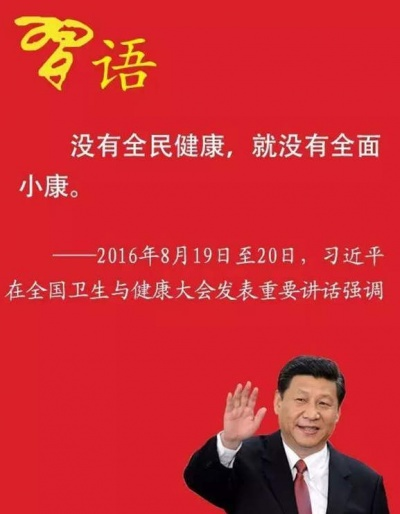 習语
没有全民健康，就没有全面
小康。
——2016年8月19日至20日，习近平
在全国卫生与健康大会发表重要讲话强调